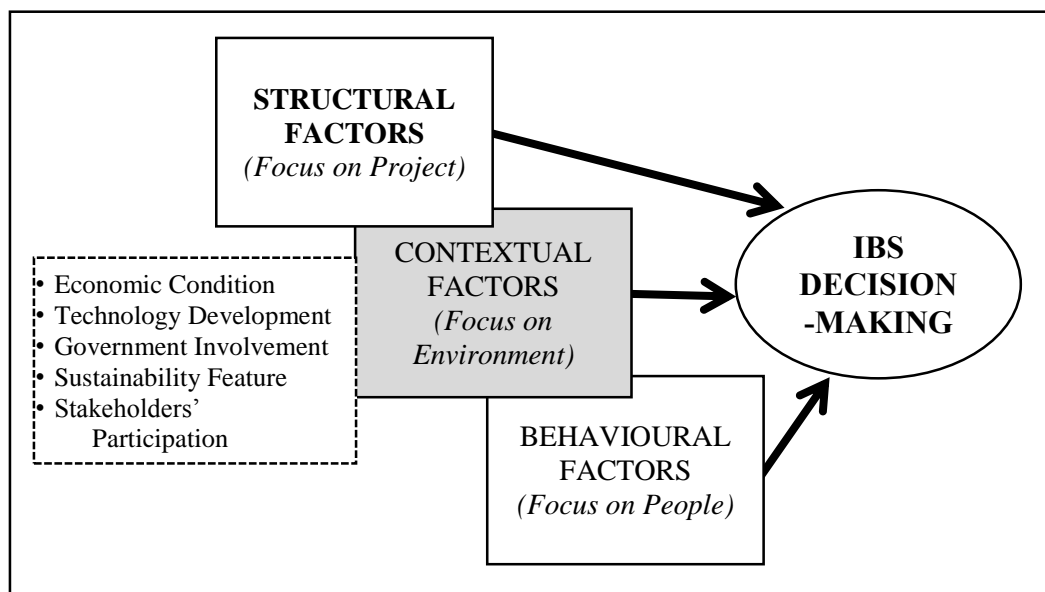 STRUCTURAL
FACTORS
(Focus on Project)
CONTEXTUAL
FACTORS
(Focus on
Environment)
• Economic Condition
• Technology Development
• Government Involvement
• Sustainability Feature
• Stakeholders’
Participation
BEHAVIOURAL
FACTORS
(Focus on People)
IBS
DECISION
-MAKING